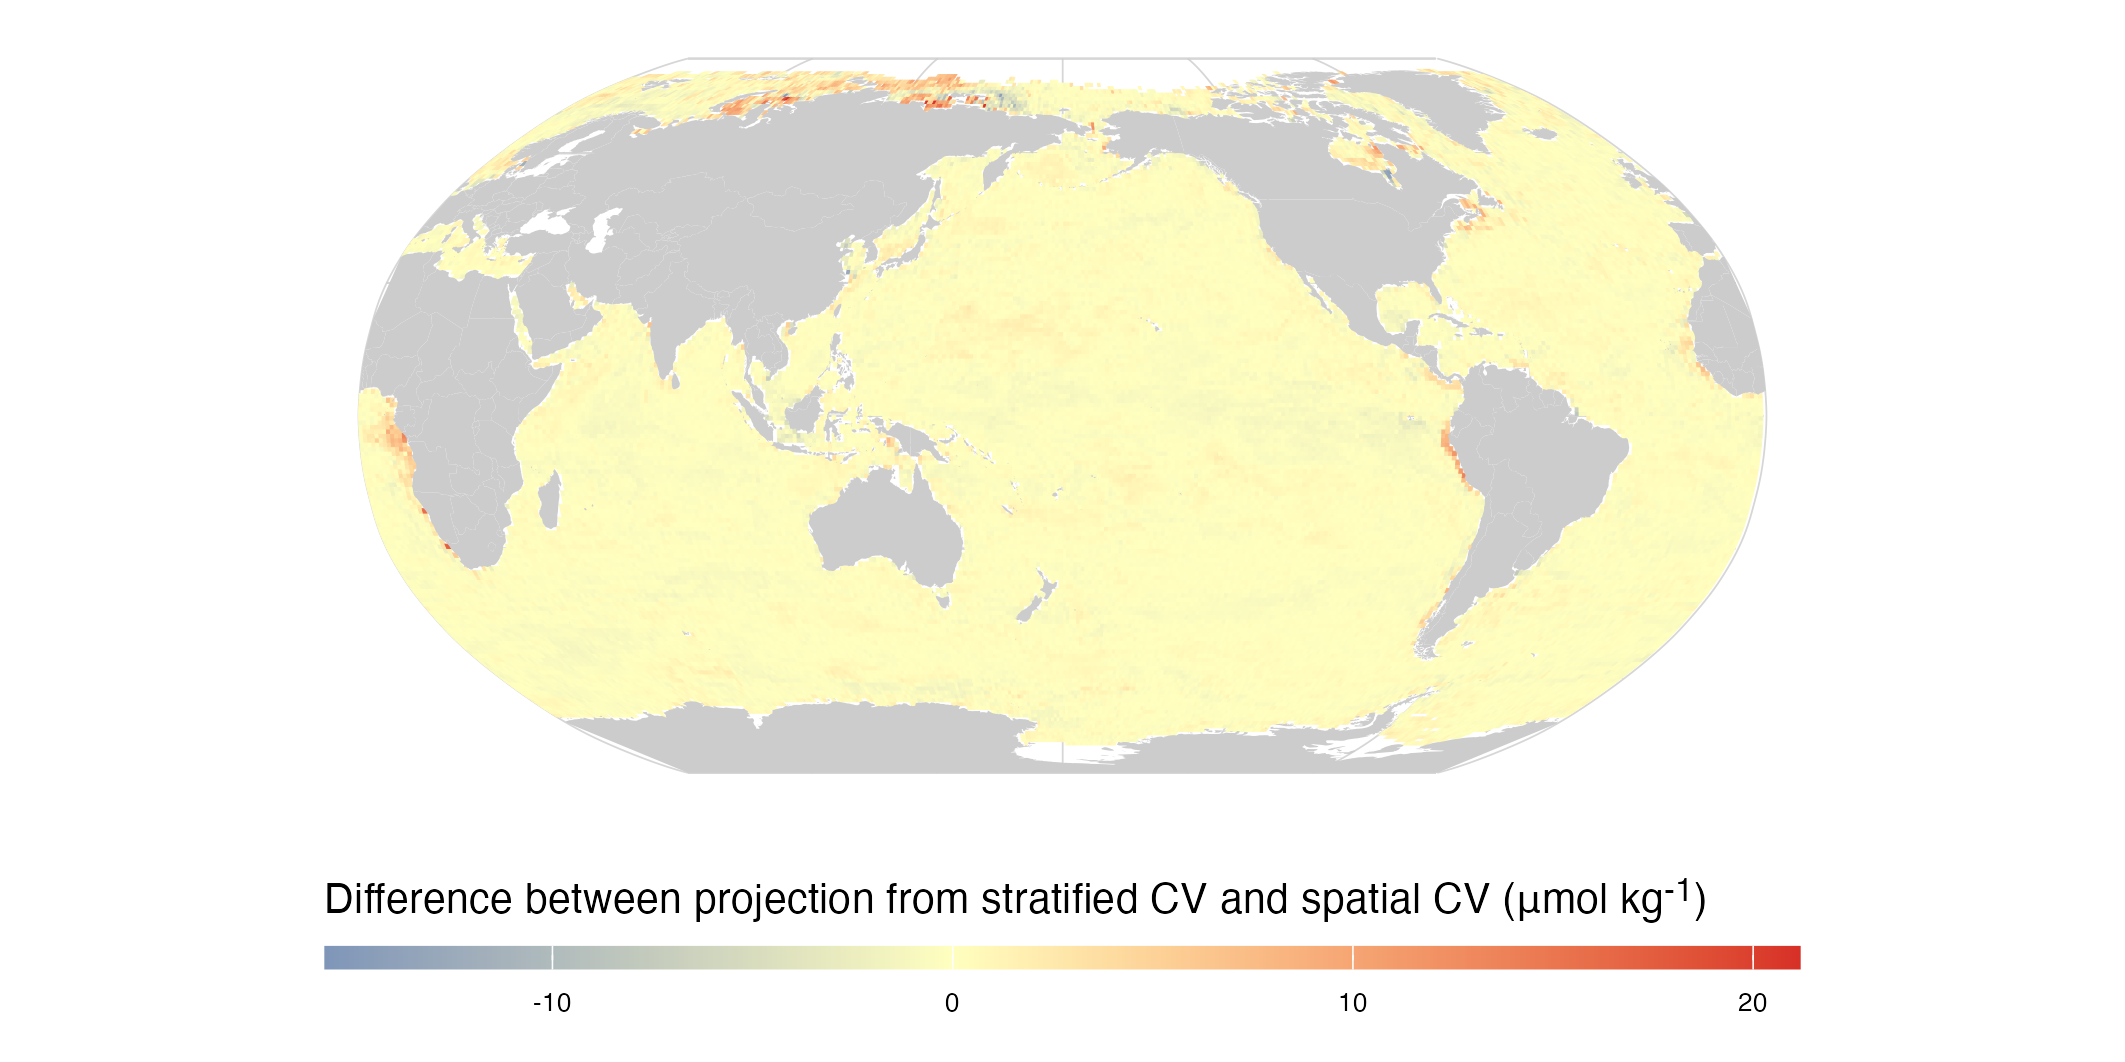 Difference between projection from stratified CV and spatial CV (μmol kg⁻¹)
-10 0 10 20